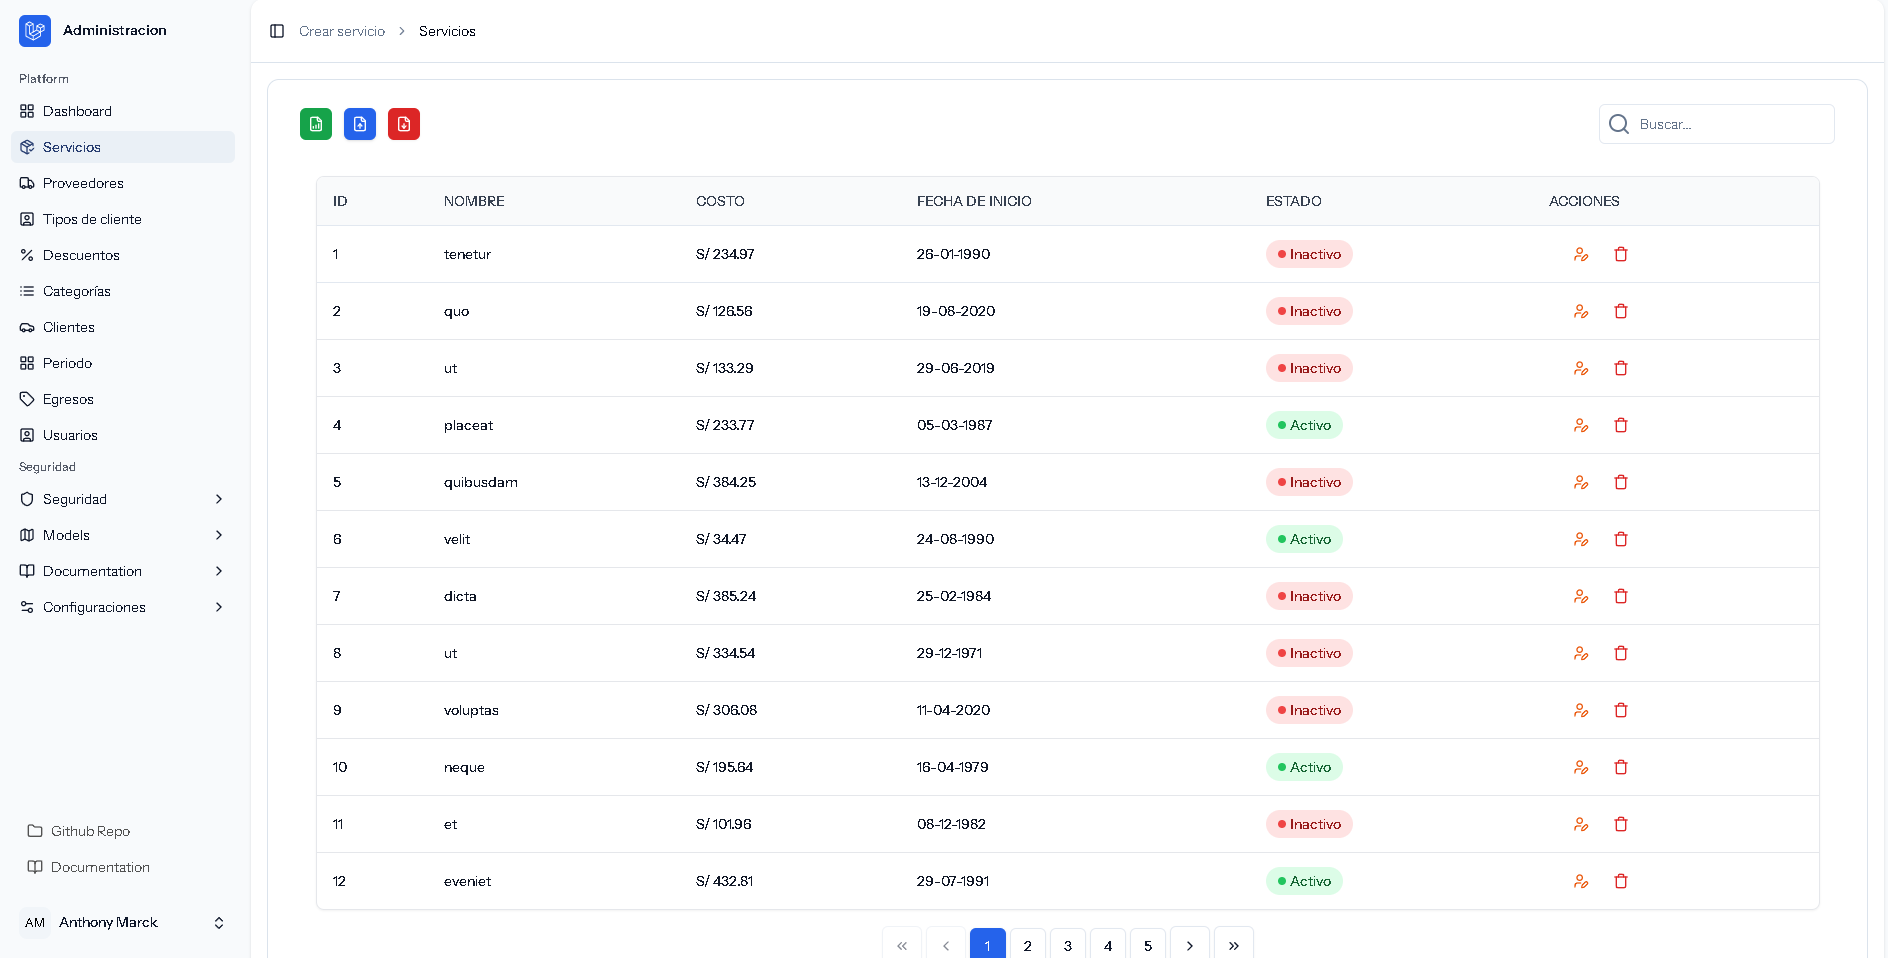 Administracion
Platform
Dashboard
Servicios
Proveedores
Tipos de cliente
Descuentos
Categorías
Clientes
Periodo
Egresos
Usuarios
Seguridad
Seguridad
Models
Documentation
Configuraciones
Github Repo
Documentation
AM Anthony Marck
Crear servicio > Servicios
Buscar...
ID NOMBRE COSTO FECHA DE INICIO ESTADO ACCIONES
1 tenetur S/ 234.97 26-01-1990 Inactivo
2 quo S/ 126.56 19-08-2020 Inactivo
3 ut S/ 133.29 29-06-2019 Inactivo
4 placeat S/ 233.77 05-03-1987 Activo
5 quibusdam S/ 384.25 13-12-2004 Inactivo
6 velit S/ 34.47 24-08-1990 Activo
7 dicta S/ 385.24 25-02-1984 Inactivo
8 ut S/ 334.54 29-12-1971 Inactivo
9 voluptas S/ 306.08 11-04-2020 Inactivo
10 neque S/ 195.64 16-04-1979 Activo
11 et S/ 101.96 08-12-1982 Inactivo
12 eveniet S/ 432.81 29-07-1991 Activo
« ‹ 1 2 3 4 5 › »